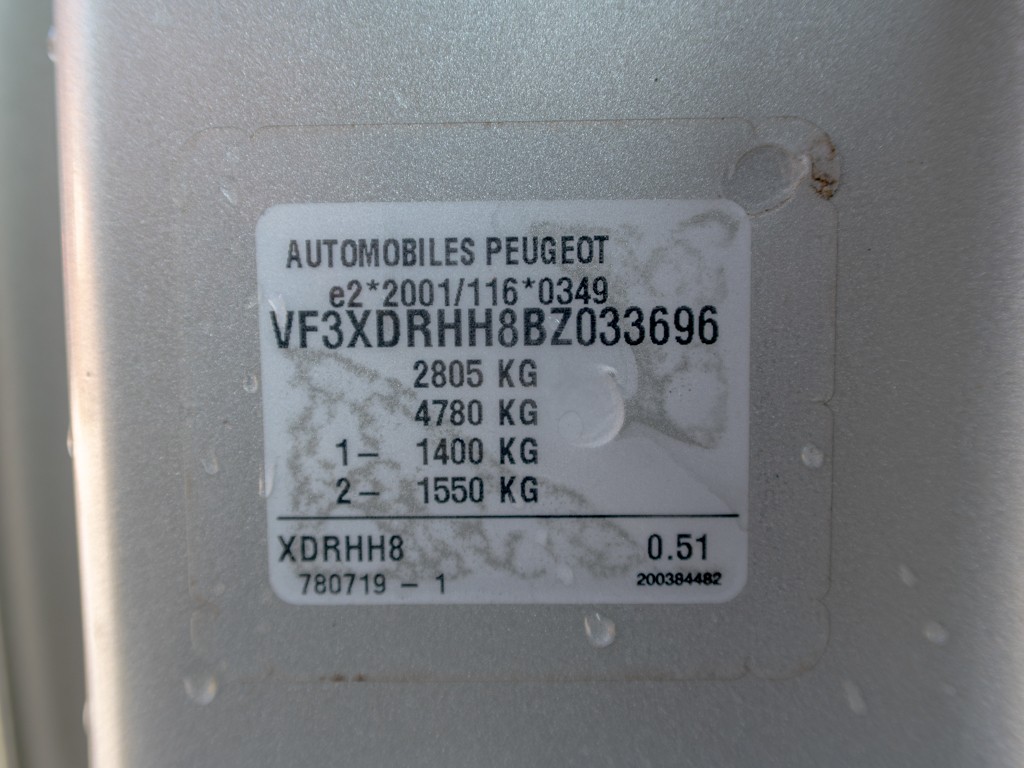 AUTOMOBILES PEUGEOT
e2*2001/116*0349
VF3XDRHH8BZ033696
2805 KG
4780 KG
1- 1400 KG
2- 1550 KG
XDRHH8 0.51
780719 - 1 200384482